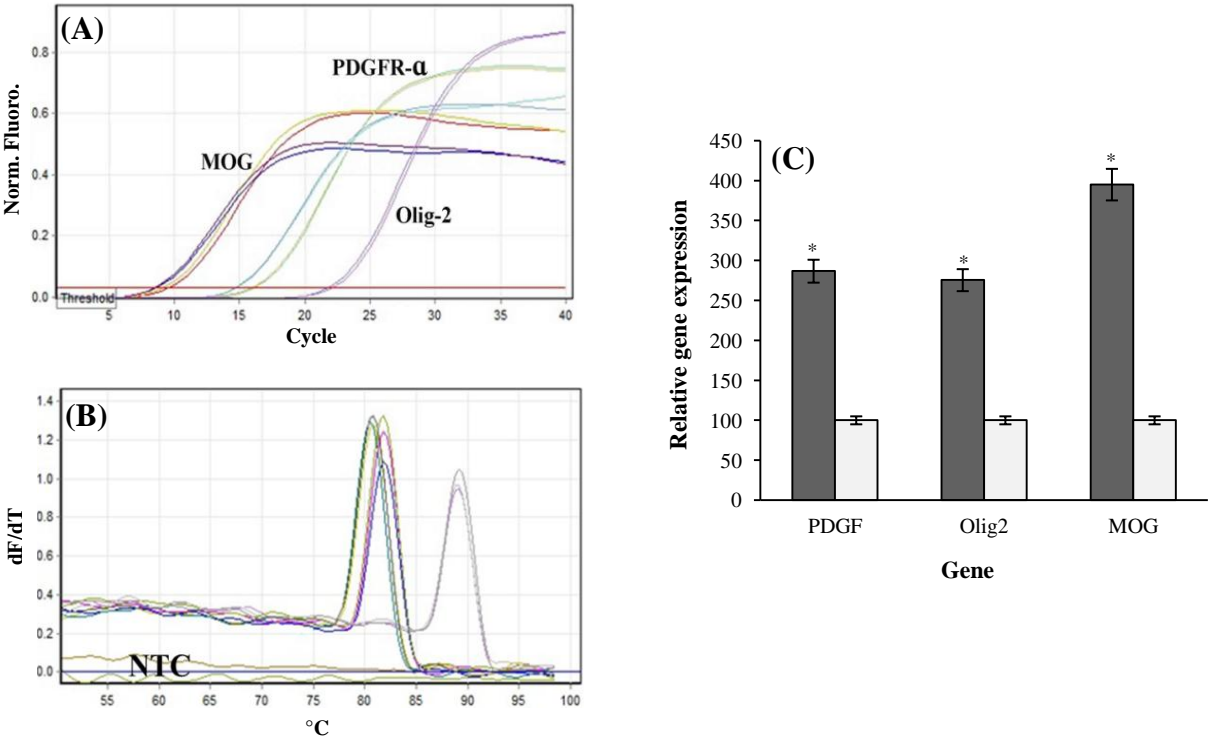 (A)
Norm. Fluoro.
0.8
0.6
0.4
0.2
0.0
PDGFR-α
MOG
Olig-2
Threshold
5 10 15 20 25 30 35 40
Cycle
(B)
dF/dT
1.4
1.2
1.0
0.8
0.6
0.4
0.2
0.0
NTC
55 60 65 70 75 80 85 90 95 100
°C
(C)
Relative gene expression
450
400
350
300
250
200
150
100
50
0
* * *
PDGF Olig2 MOG
Gene